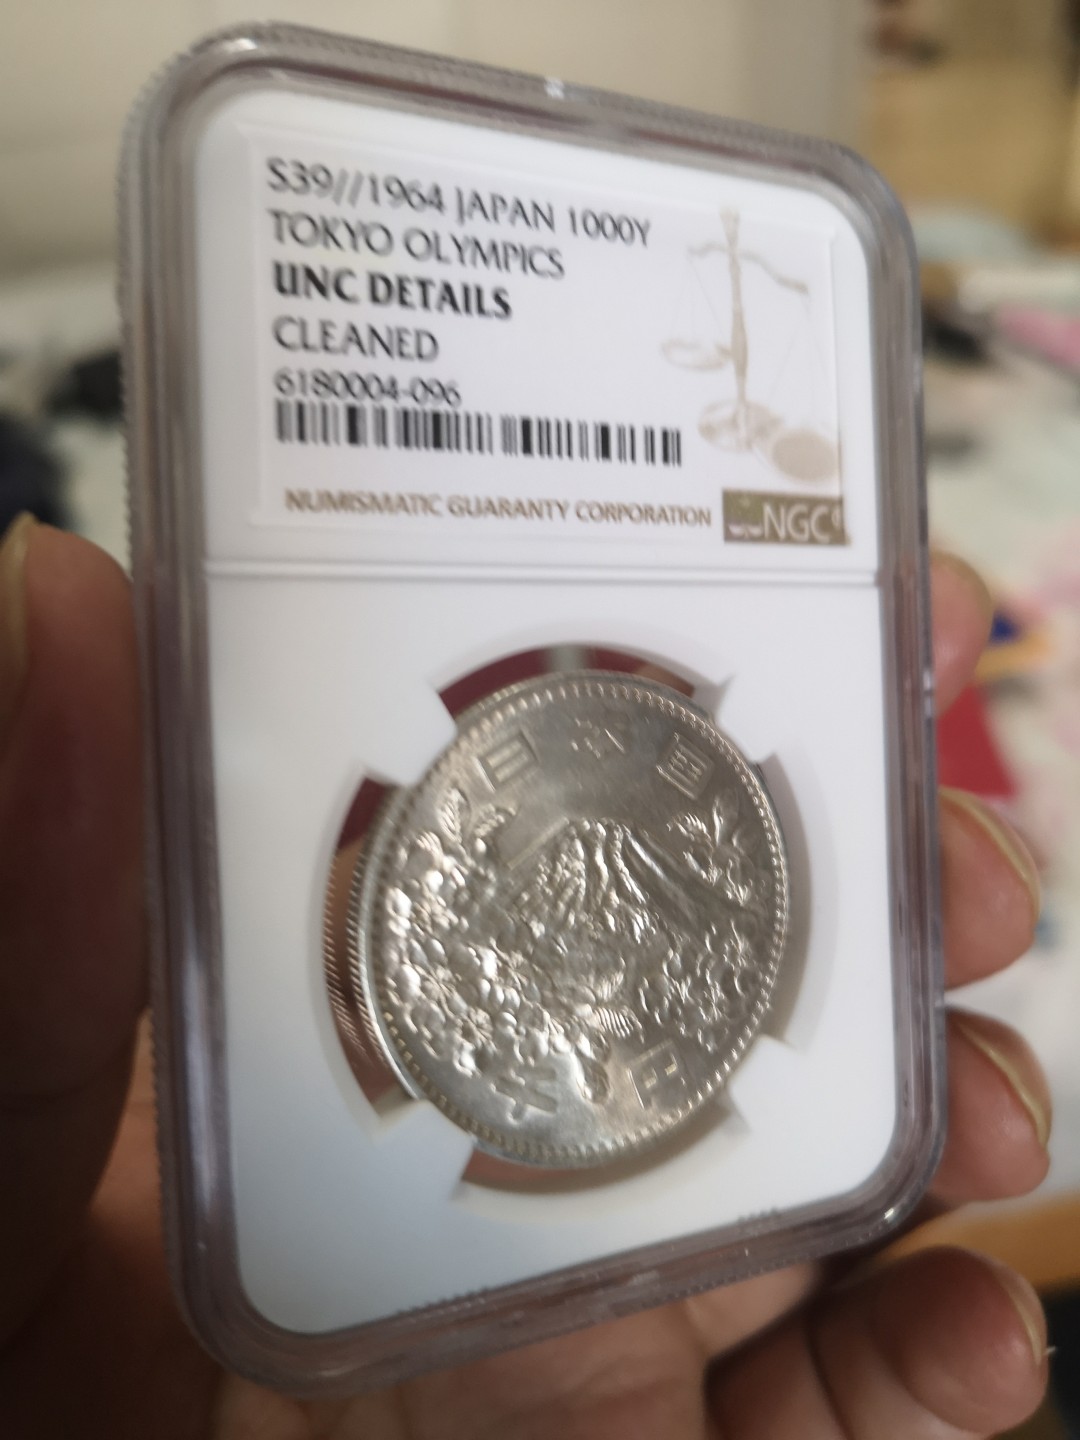 S39//1964 JAPAN 1000Y
TOKYO OLYMPICS
UNC DETAILS
CLEANED
6180004-096
NUMISMATIC GUARANTY CORPORATION
NGC
日本国
千円